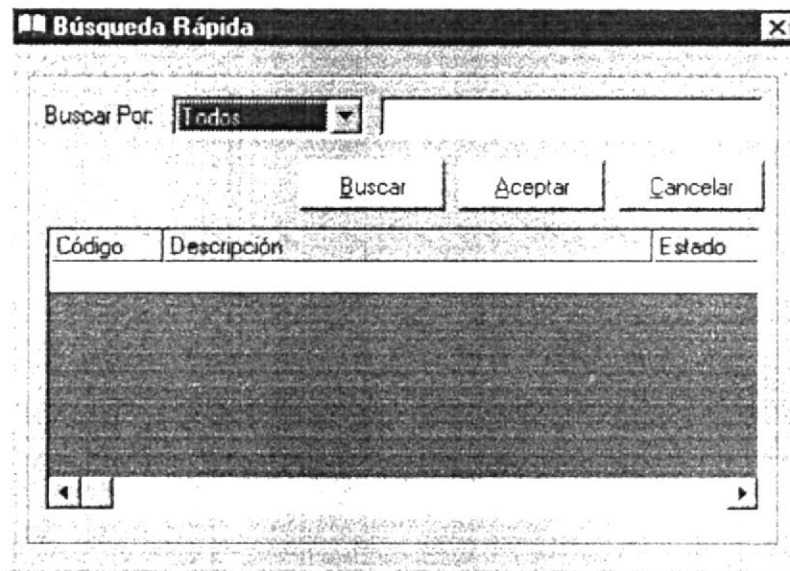 Búsqueda Rápida
Buscar Por: Todos
Buscar Aceptar Cancelar
Código Descripción Estado